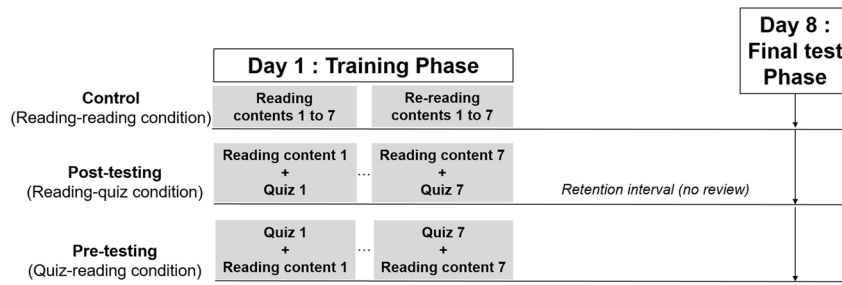 Day 8 :
Final test
Phase
Day 1 : Training Phase
Control
(Reading-reading condition)
Reading
contents 1 to 7
Re-reading
contents 1 to 7
Post-testing
(Reading-quiz condition)
Reading content 1
+
Quiz 1
...
Reading content 7
+
Quiz 7
Retention interval (no review)
Pre-testing
(Quiz-reading condition)
Quiz 1
+
Reading content 1
...
Quiz 7
+
Reading content 7